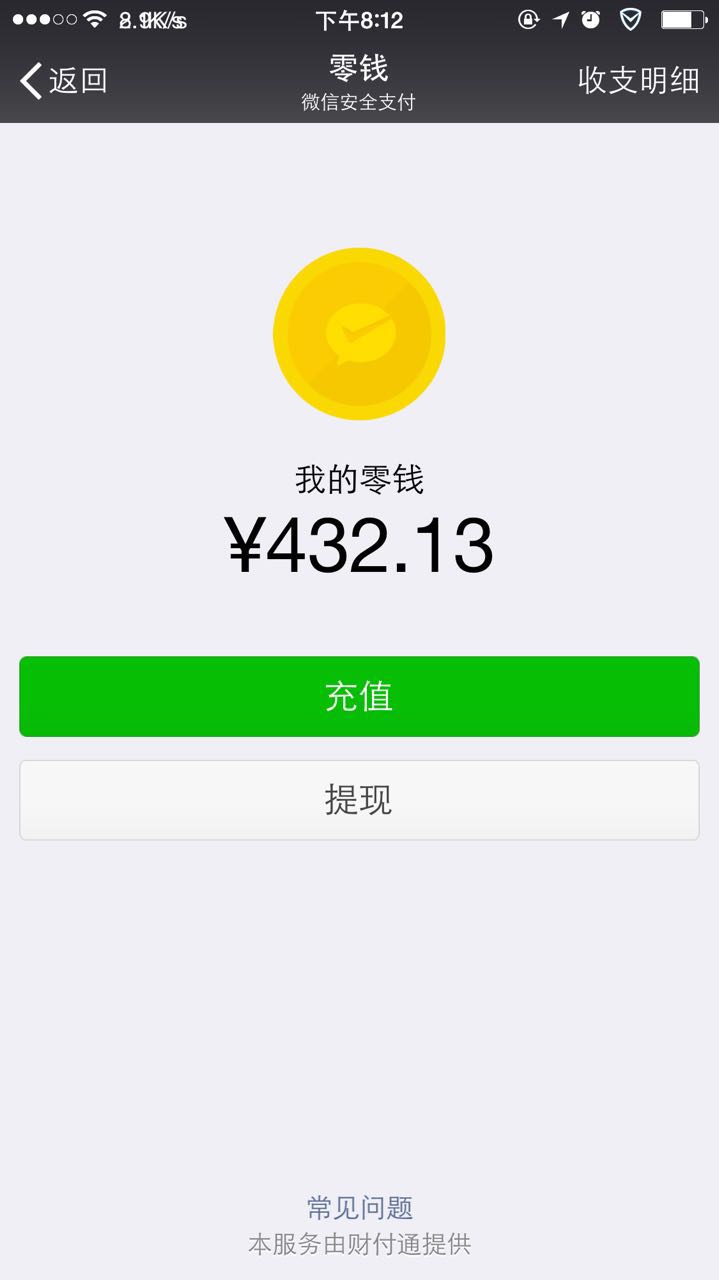 下午8:12
返回
零钱
微信安全支付
收支明细
我的零钱
¥432.13
充值
提现
常见问题
本服务由财付通提供